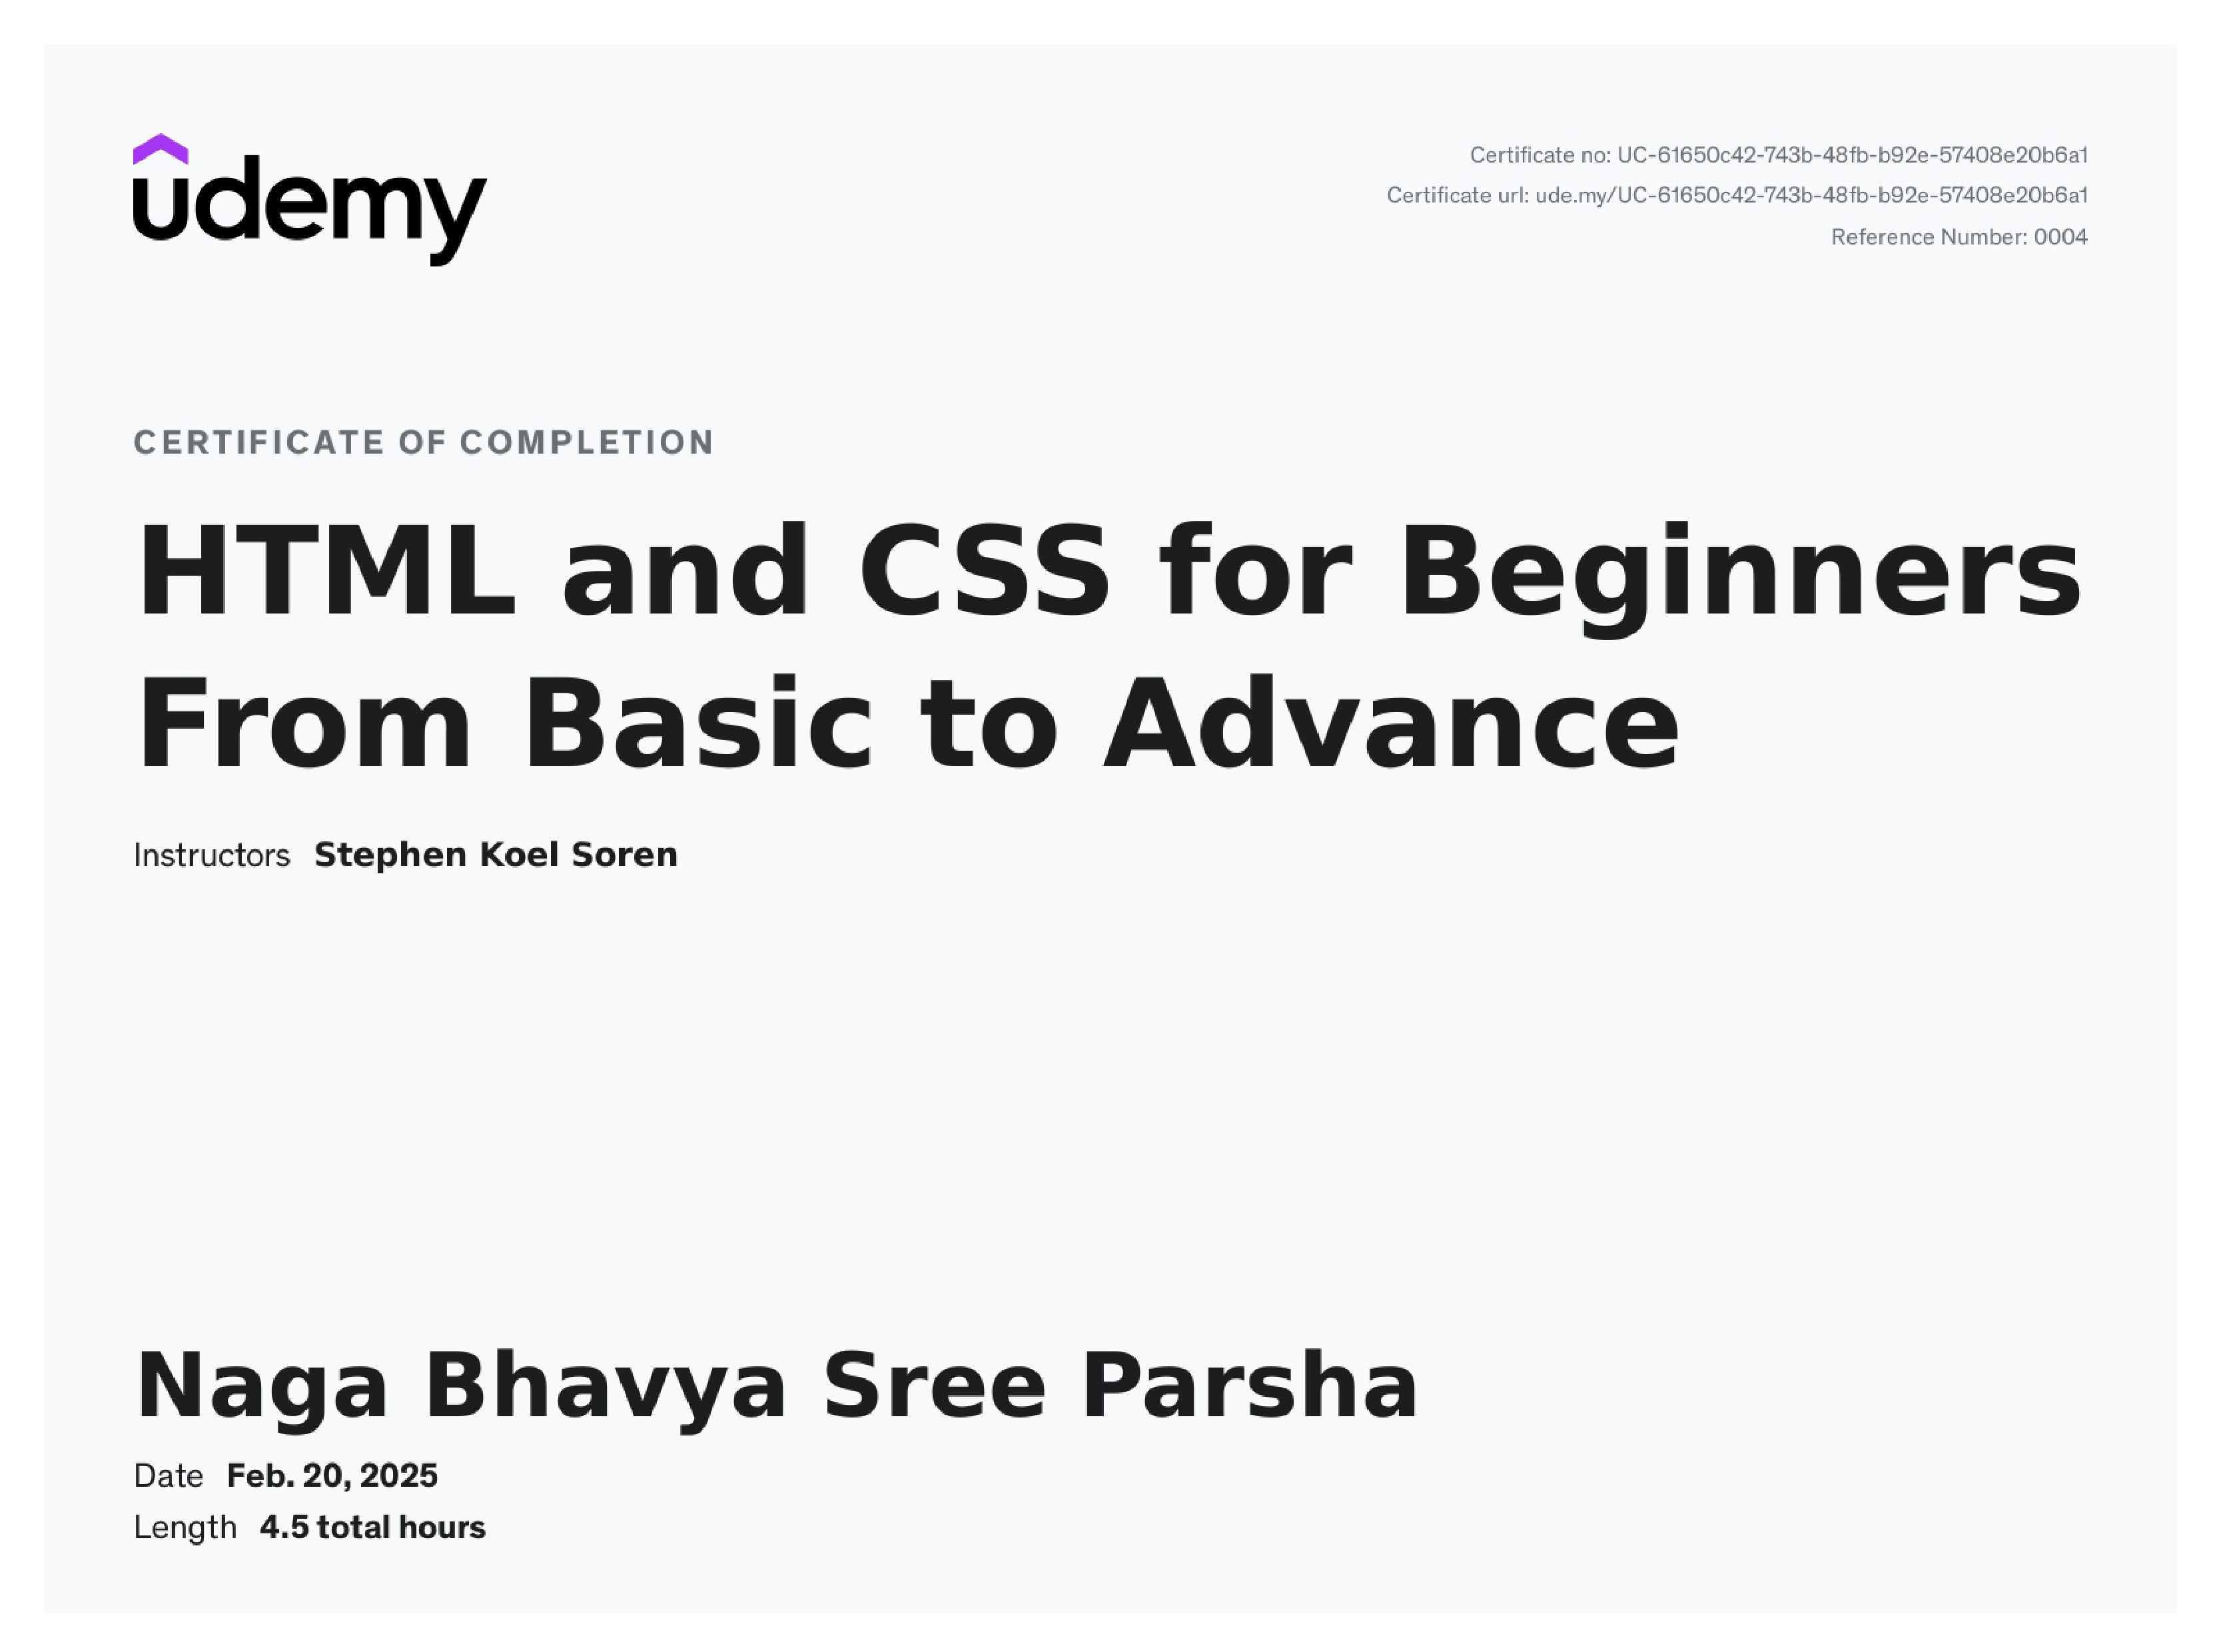 udemy
Certificate no: UC-61650c42-743b-48fb-b92e-57408e20b6a1
Certificate url: ude.my/UC-61650c42-743b-48fb-b92e-57408e20b6a1
Reference Number: 0004
CERTIFICATE OF COMPLETION
HTML and CSS for Beginners
From Basic to Advance
Instructors Stephen Koel Soren
Naga Bhavya Sree Parsha
Date Feb. 20, 2025
Length 4.5 total hours